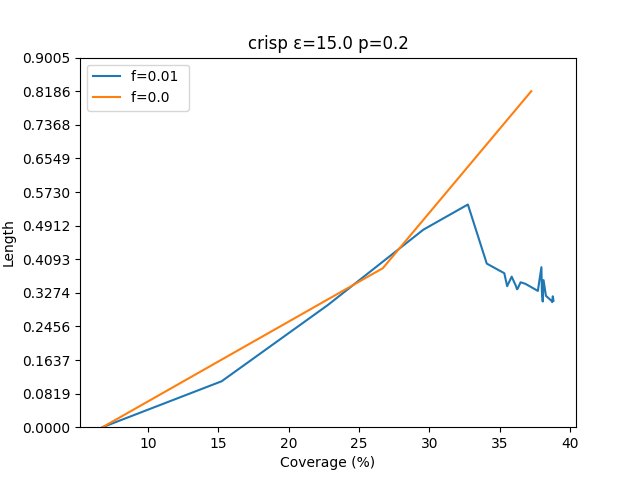 crisp ε=15.0 p=0.2
0.9005
0.8186
0.7368
0.6549
0.5730
0.4912
0.4093
0.3274
0.2456
0.1637
0.0819
0.0000
Length
f=0.01
f=0.0
10 15 20 25 30 35 40
Coverage (%)